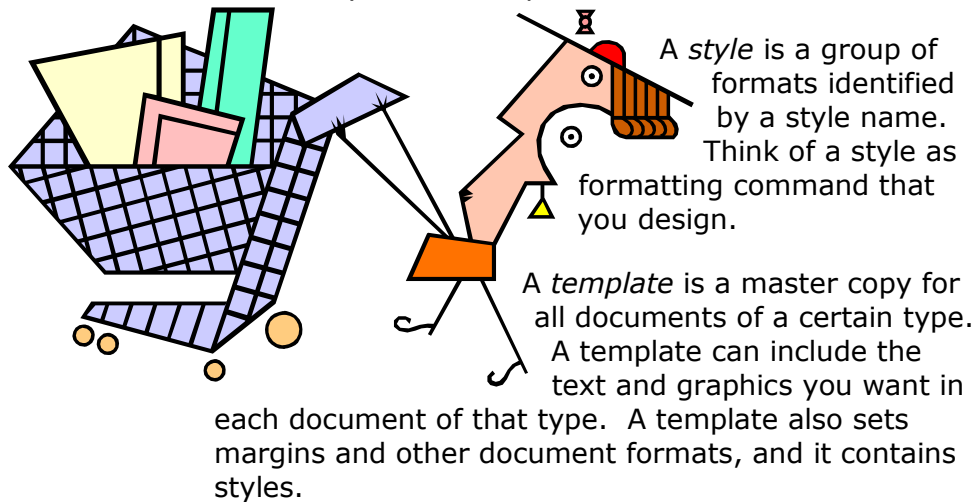 A style is a group of
formats identified
by a style name.
Think of a style as
formatting command that
you design.
A template is a master copy for
all documents of a certain type.
A template can include the
text and graphics you want in
each document of that type.  A template also sets
margins and other document formats, and it contains
styles.